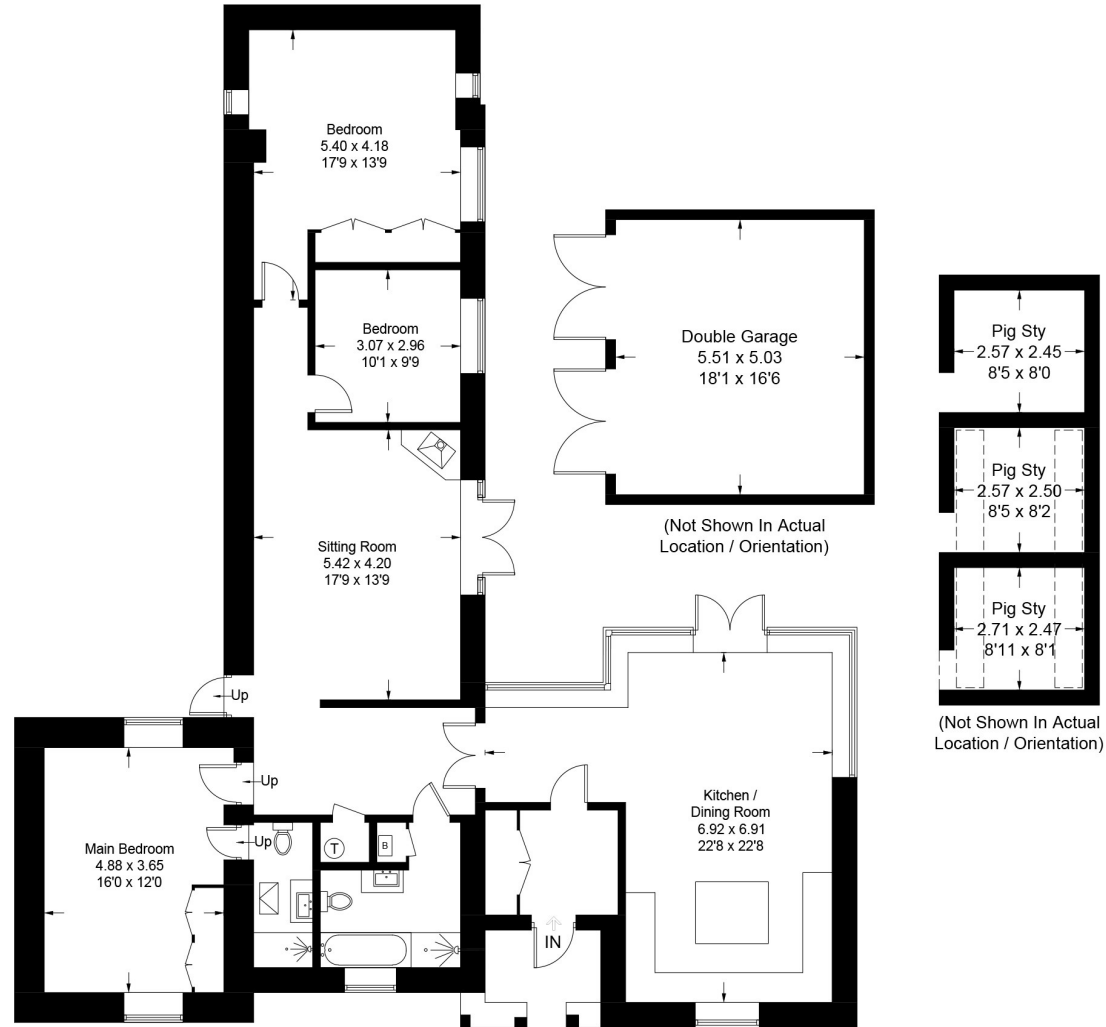 Bedroom
5.40 x 4.18
17'9 x 13'9
Bedroom
3.07 x 2.96
10'1 x 9'9
Double Garage
5.51 x 5.03
18'1 x 16'6
(Not Shown In Actual
Location / Orientation)
Pig Sty
2.57 x 2.45
8'5 x 8'0
Pig Sty
2.57 x 2.50
8'5 x 8'2
Pig Sty
2.71 x 2.47
8'11 x 8'1
(Not Shown In Actual
Location / Orientation)
Sitting Room
5.42 x 4.20
17'9 x 13'9
Up
Up
Up
Main Bedroom
4.88 x 3.65
16'0 x 12'0
T
B
Kitchen /
Dining Room
6.92 x 6.91
22'8 x 22'8
IN